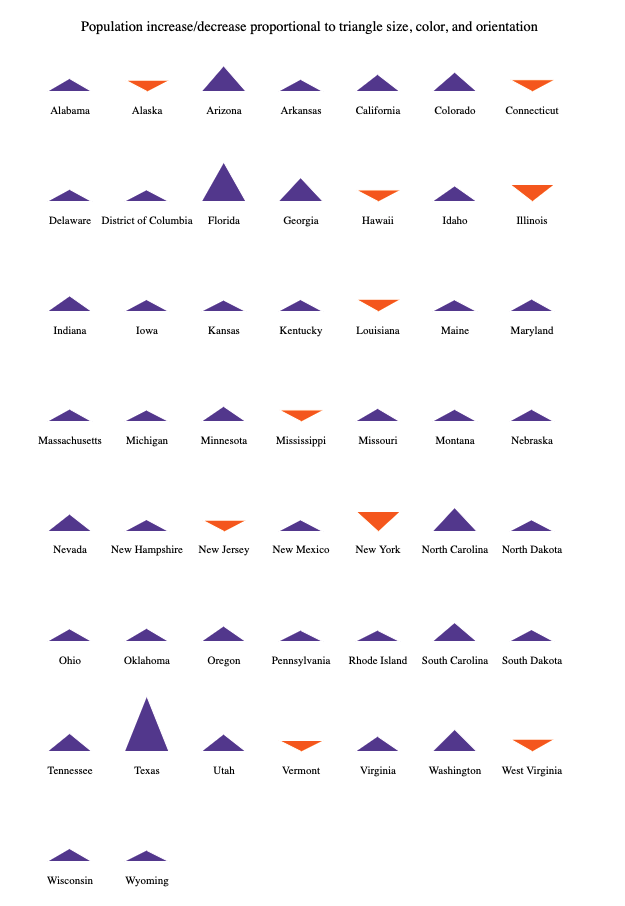 Population increase/decrease proportional to triangle size, color, and orientation
Alabama Alaska Arizona Arkansas California Colorado Connecticut
Delaware District of Columbia Florida Georgia Hawaii Idaho Illinois
Indiana Iowa Kansas Kentucky Louisiana Maine Maryland
Massachusetts Michigan Minnesota Mississippi Missouri Montana Nebraska
Nevada New Hampshire New Jersey New Mexico New York North Carolina North Dakota
Ohio Oklahoma Oregon Pennsylvania Rhode Island South Carolina South Dakota
Tennessee Texas Utah Vermont Virginia Washington West Virginia
Wisconsin Wyoming